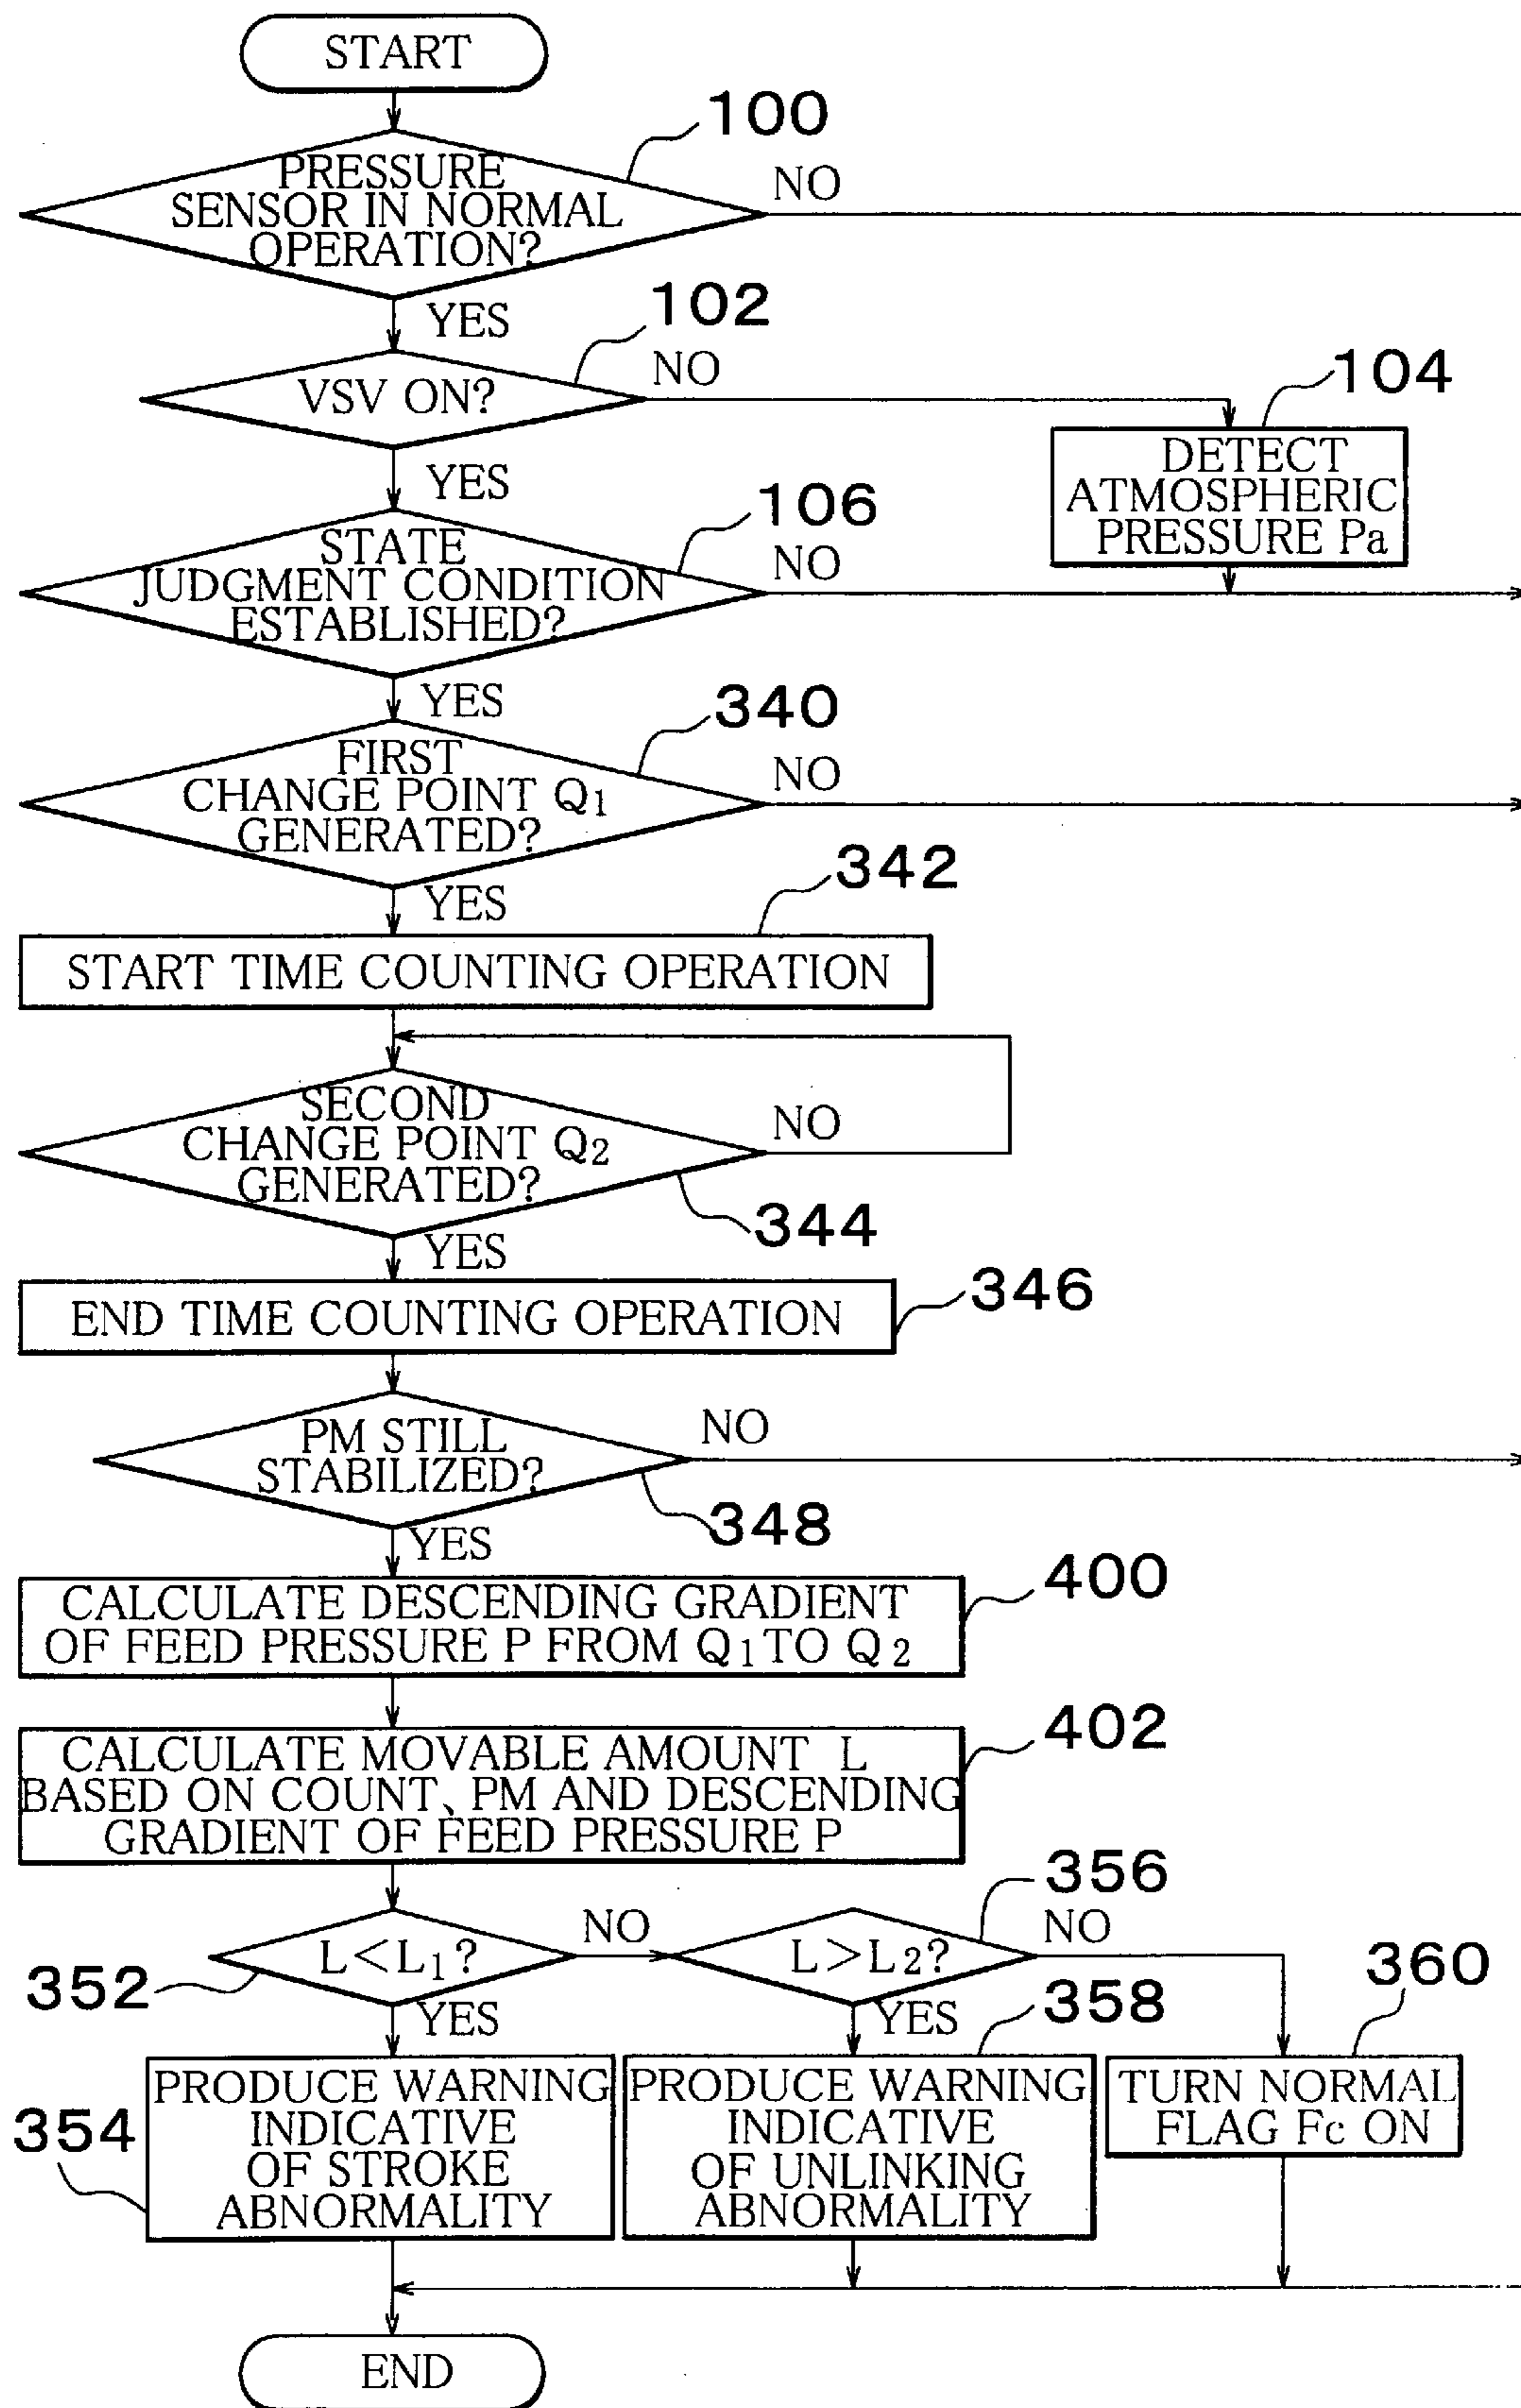 START
100
PRESSURE
SENSOR IN NORMAL
OPERATION?
NO
YES
102
VSV ON?
NO
104
DETECT
ATMOSPHERIC
PRESSURE Pa
YES
106
STATE
JUDGMENT CONDITION
ESTABLISHED?
NO
YES
340
FIRST
CHANGE POINT Q1
GENERATED?
NO
YES
342
START TIME COUNTING OPERATION
SECOND
CHANGE POINT Q2
GENERATED?
NO
344
YES
346
END TIME COUNTING OPERATION
PM STILL
STABILIZED?
NO
348
YES
400
CALCULATE DESCENDING GRADIENT
OF FEED PRESSURE P FROM Q1 TO Q2
402
CALCULATE MOVABLE AMOUNT L
BASED ON COUNT、PM AND DESCENDING
GRADIENT OF FEED PRESSURE P
352
L<L1?
NO
YES
356
L>L2?
NO
YES
358
360
354
PRODUCE WARNING
INDICATIVE
OF STROKE
ABNORMALITY
PRODUCE WARNING
INDICATIVE
OF UNLINKING
ABNORMALITY
TURN NORMAL
FLAG Fc ON
END